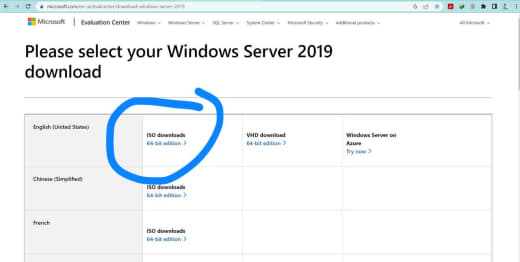 microsoft.com/en-us/evalcenter/download-windows-server-2019
Microsoft | Evaluation Center Windows Windows Server SQL Server System Center Microsoft Security Additional products All Microsoft
Please select your Windows Server 2019
download
English (United States)
ISO downloads
64-bit edition >
VHD download
64-bit edition >
Windows Server on
Azure
Try now >
Chinese (Simplified)
ISO downloads
64-bit edition >
French
ISO downloads
64-bit edition >